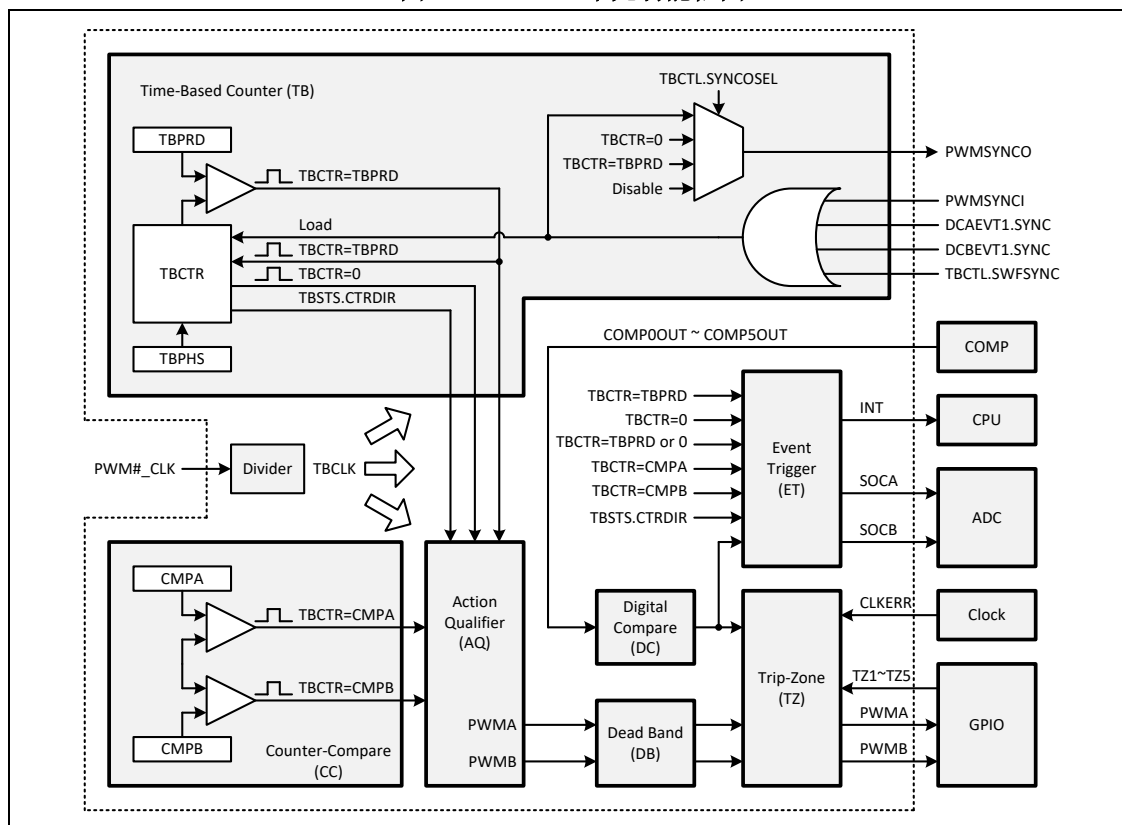 Time-Based Counter (TB)
TBCTL.SYNCOSEL
TBPRD
TBCTR=0
TBCTR=TBPRD
Disable
PWMSYNCO
TBCTR=TBPRD
PWMSYNCI
DCAEVT1.SYNC
DCBEVT1.SYNC
TBCTL.SWFSYNC
Load
TBCTR=TBPRD
TBCTR=0
TBSTS.CTRDIR
TBCTR
TBPHS
COMP0OUT ~ COMP5OUT
COMP
TBCTR=TBPRD
TBCTR=0
TBCTR=TBPRD or 0
TBCTR=CMPA
TBCTR=CMPB
TBSTS.CTRDIR
Event
Trigger
(ET)
INT
CPU
SOCA
SOCB
ADC
PWM#_CLK
Divider
TBCLK
CMPA
TBCTR=CMPA
TBCTR=CMPB
CMPB
Counter-Compare
(CC)
Action
Qualifier
(AQ)
PWMA
PWMB
Digital
Compare
(DC)
Dead Band
(DB)
Trip-Zone
(TZ)
CLKERR
Clock
TZ1~TZ5
PWMA
PWMB
GPIO